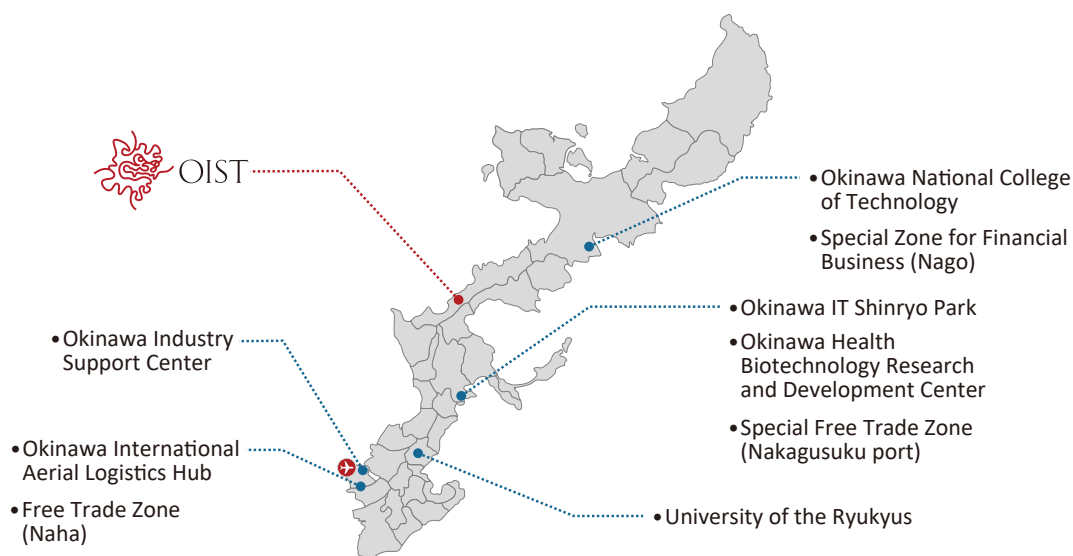 OIST
•Okinawa National College
of Technology
•Special Zone for Financial
Business (Nago)
•Okinawa IT Shinryo Park
•Okinawa Health
Biotechnology Research
and Development Center
•Special Free Trade Zone
(Nakagusuku port)
•Okinawa Industry
Support Center
•Okinawa International
Aerial Logistics Hub
•Free Trade Zone
(Naha)
•University of the Ryukyus